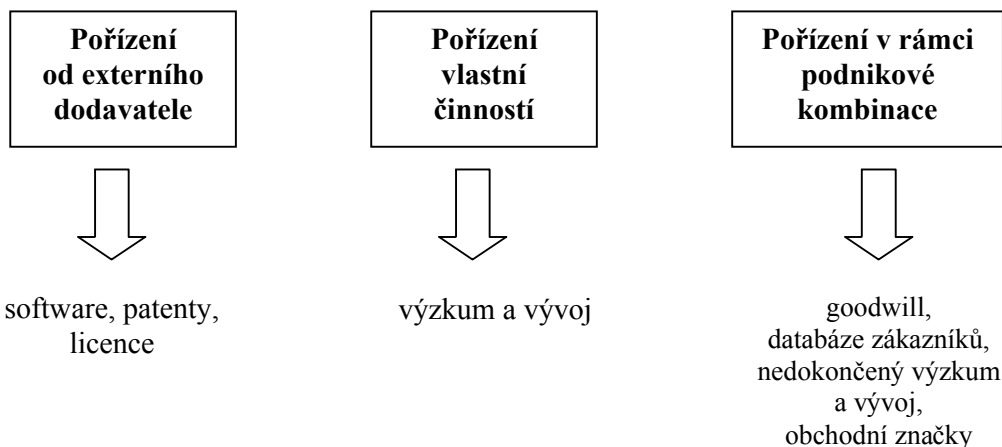 Pořízení
od externího
dodavatele
Pořízení
vlastní
činností
Pořízení v rámci
podnikové
kombinace
software, patenty,
licence
výzkum a vývoj
goodwill,
databáze zákazníků,
nedokončený výzkum
a vývoj,
obchodní značky